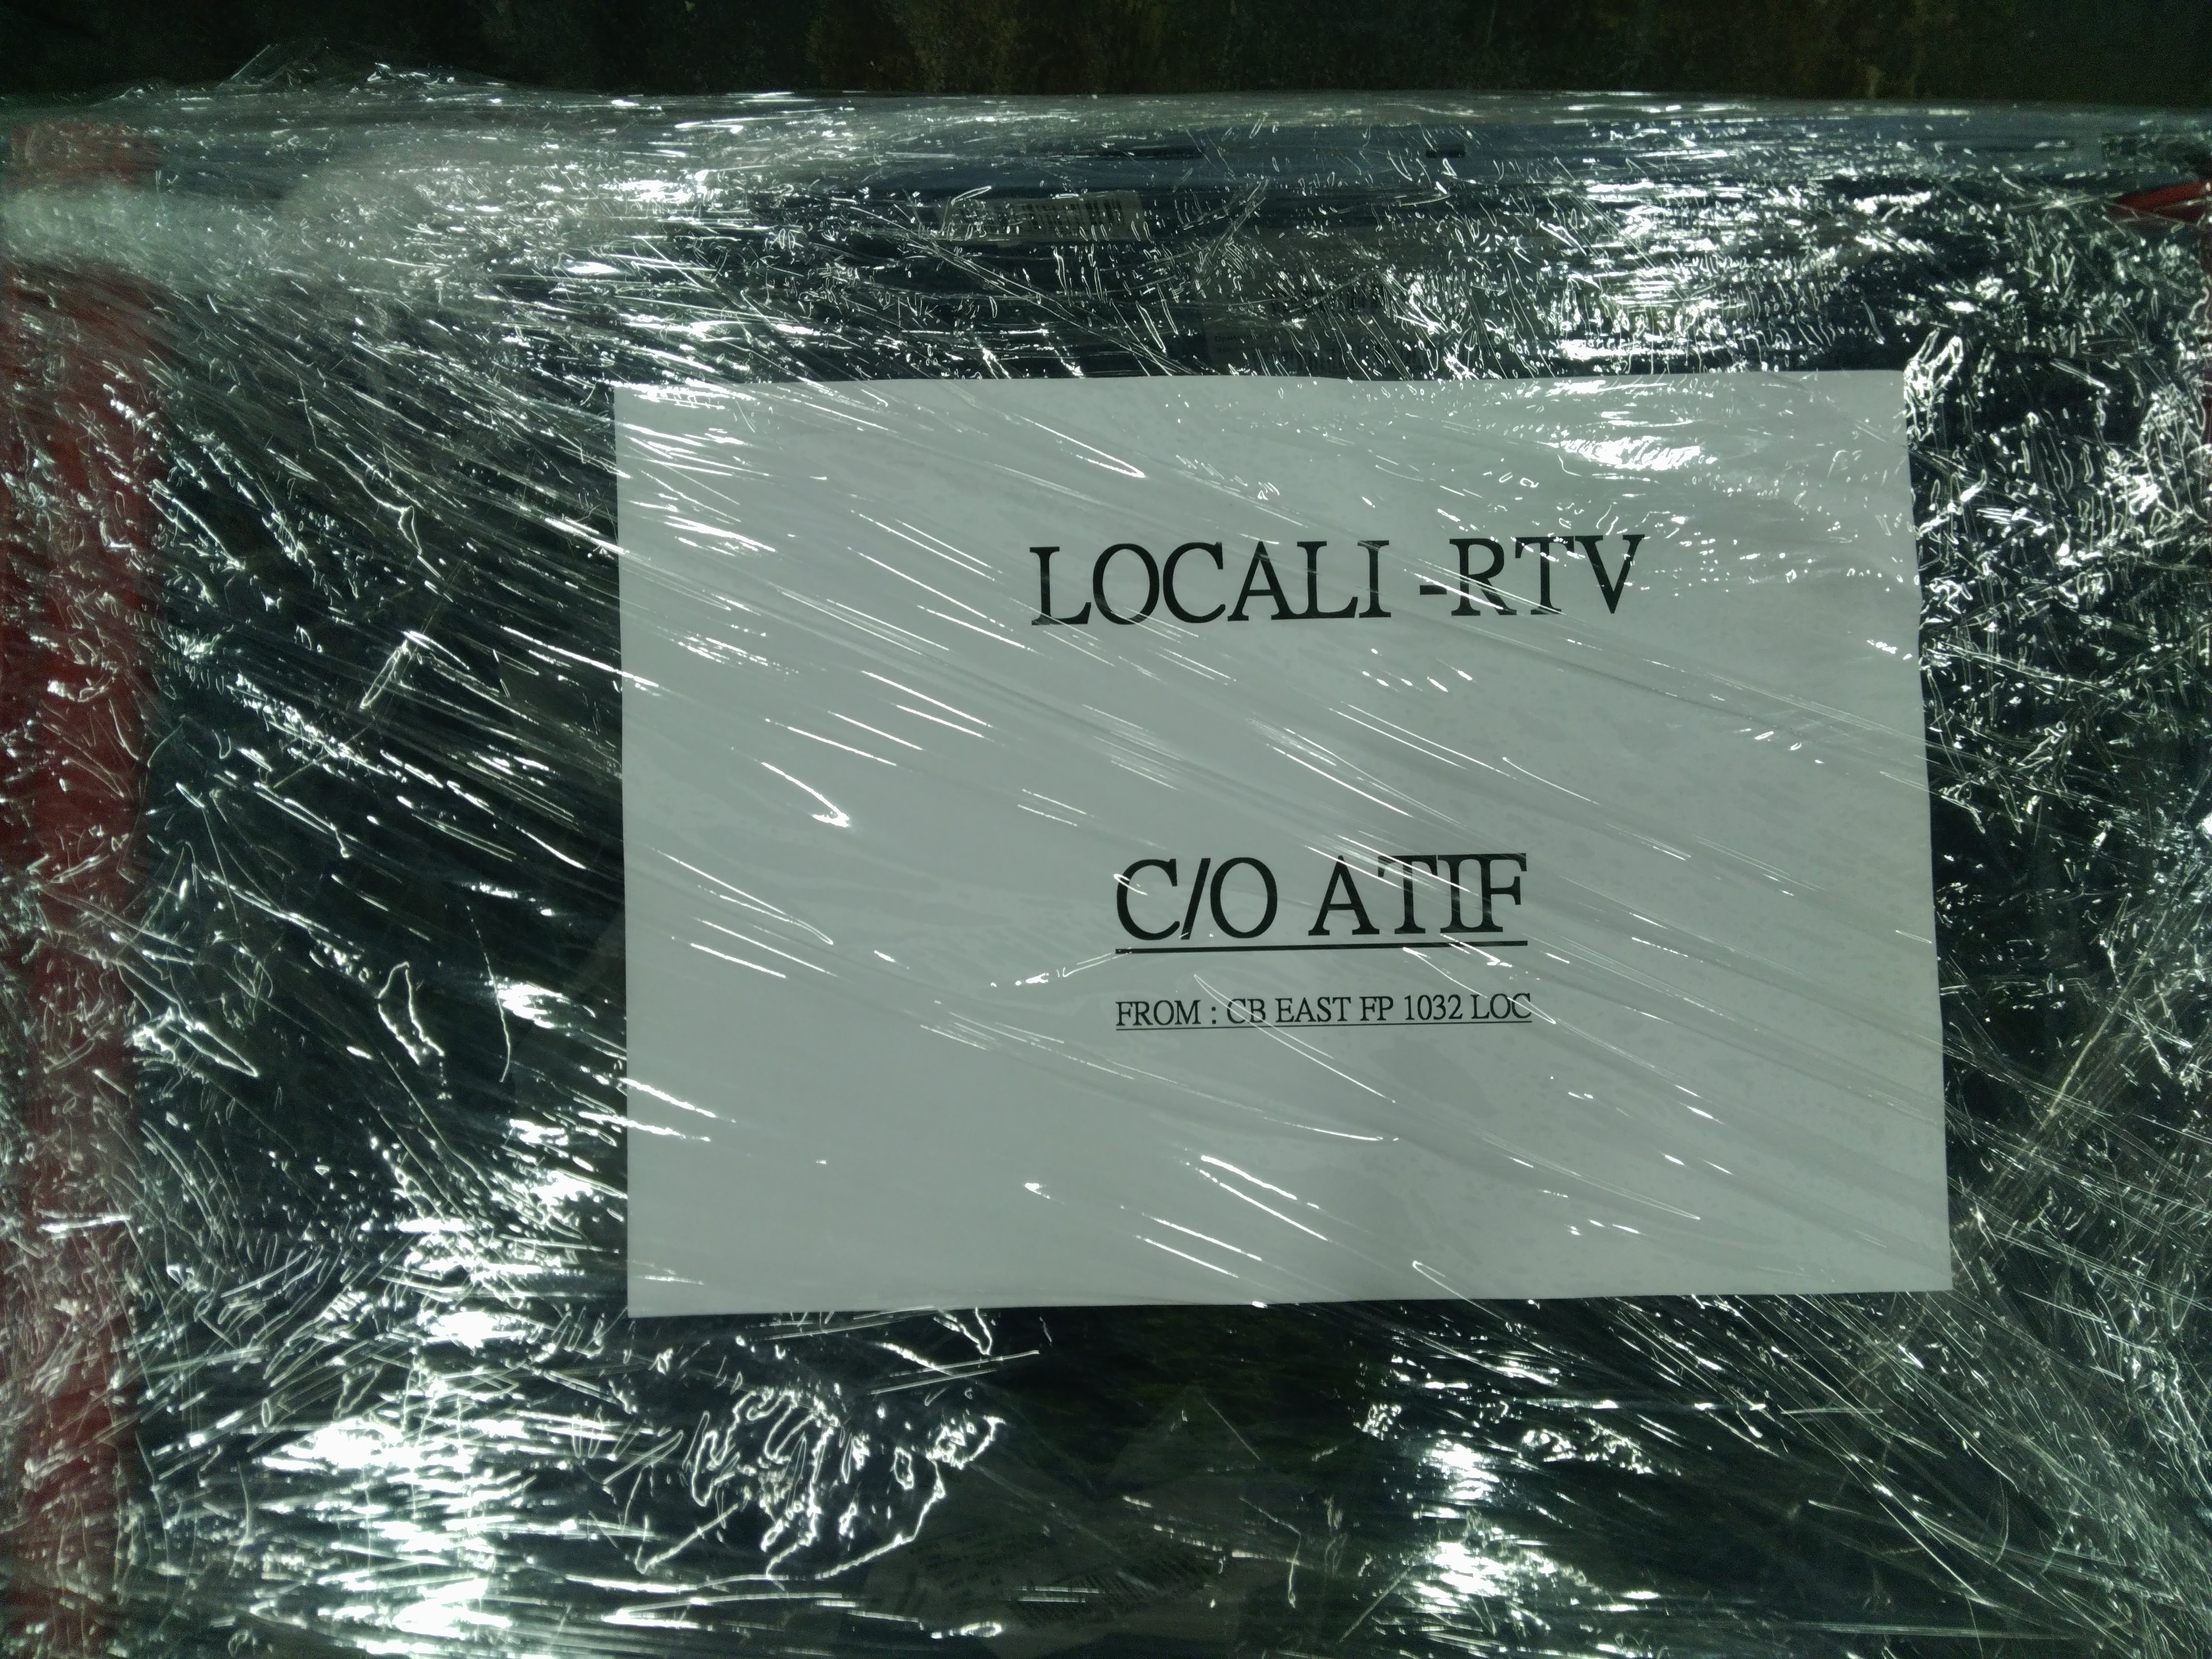 LOCALI -RTV
C/O ATIF
FROM : CB EAST FP 1032 LOC